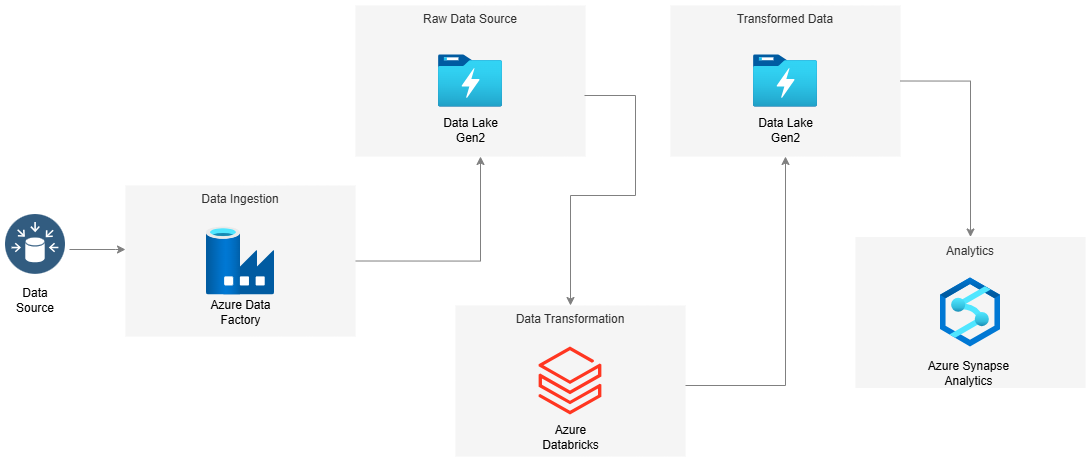 Data
Source
Data Ingestion
Azure Data
Factory
Raw Data Source
Data Lake
Gen2
Data Transformation
Azure
Databricks
Transformed Data
Data Lake
Gen2
Analytics
Azure Synapse
Analytics